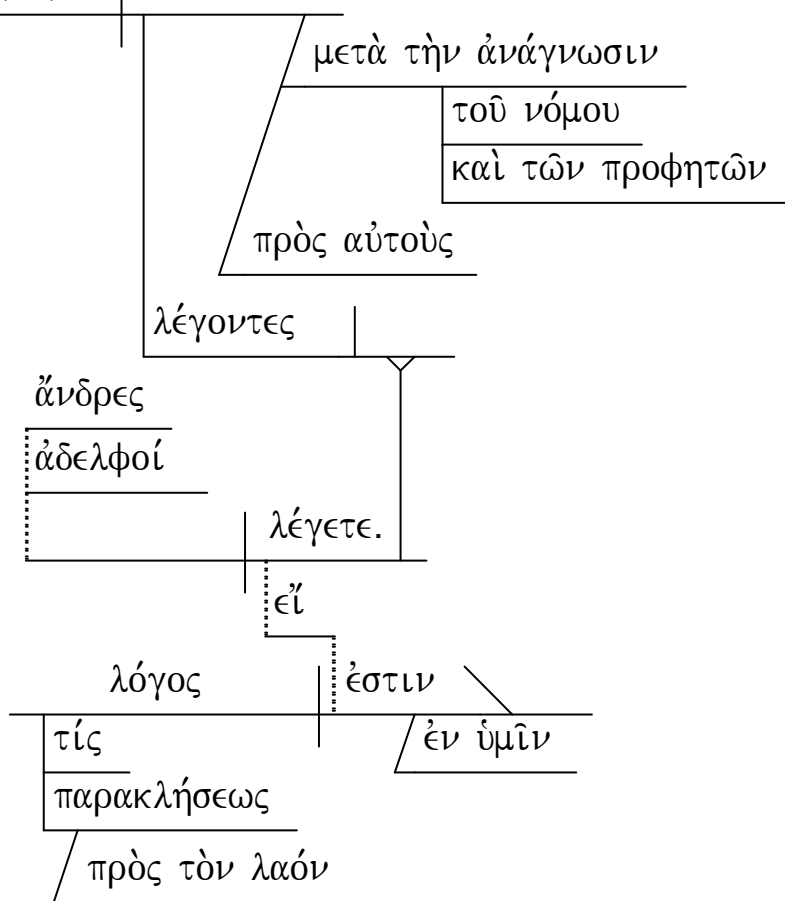 μετὰ τὴν ἀνάγνωσιν
τοῦ νόμου
καὶ τῶν προφητῶν
πρὸς αὐτοὺς
λέγοντες
ἄνδρες
ἀδελφοί
λέγετε.
εἴ
λόγος ἐστιν
τίς ἐν ὑμῖν
παρακλήσεως
πρὸς τὸν λαόν